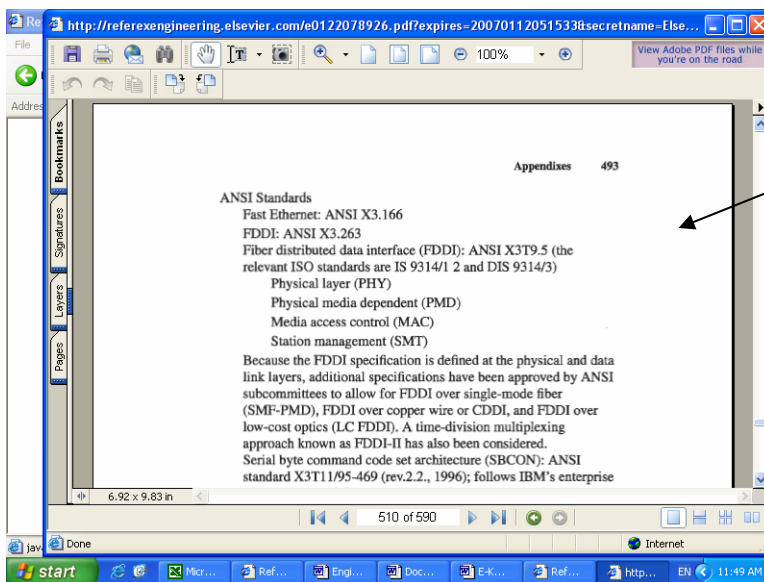 http://referexengineering.elsevier.com/e0122078926.pdf?expires=20070112051533&secretname=Else...
File
Addres
100%
View Adobe PDF files while
you're on the road
Bookmarks
Signatures
Layers
Pages
Appendixes 493
ANSI Standards
Fast Ethernet: ANSI X3.166
FDDI: ANSI X3.263
Fiber distributed data interface (FDDI): ANSI X3T9.5 (the
relevant ISO standards are IS 9314/1 2 and DIS 9314/3)
Physical layer (PHY)
Physical media dependent (PMD)
Media access control (MAC)
Station management (SMT)
Because the FDDI specification is defined at the physical and data
link layers, additional specifications have been approved by ANSI
subcommittees to allow for FDDI over single-mode fiber
(SMF-PMD), FDDI over copper wire or CDDI, and FDDI over
low-cost optics (LC FDDI). A time-division multiplexing
approach known as FDDI-II has also been considered.
Serial byte command code set architecture (SBCON): ANSI
standard X3T11/95-469 (rev.2.2., 1996); follows IBM's enterprise
6.92 x 9.83 in
510 of 590
jav
Done
Internet
start
Micr...
Ref...
Engi...
Doc...
E-K...
Ref...
http...
EN
11:49 AM